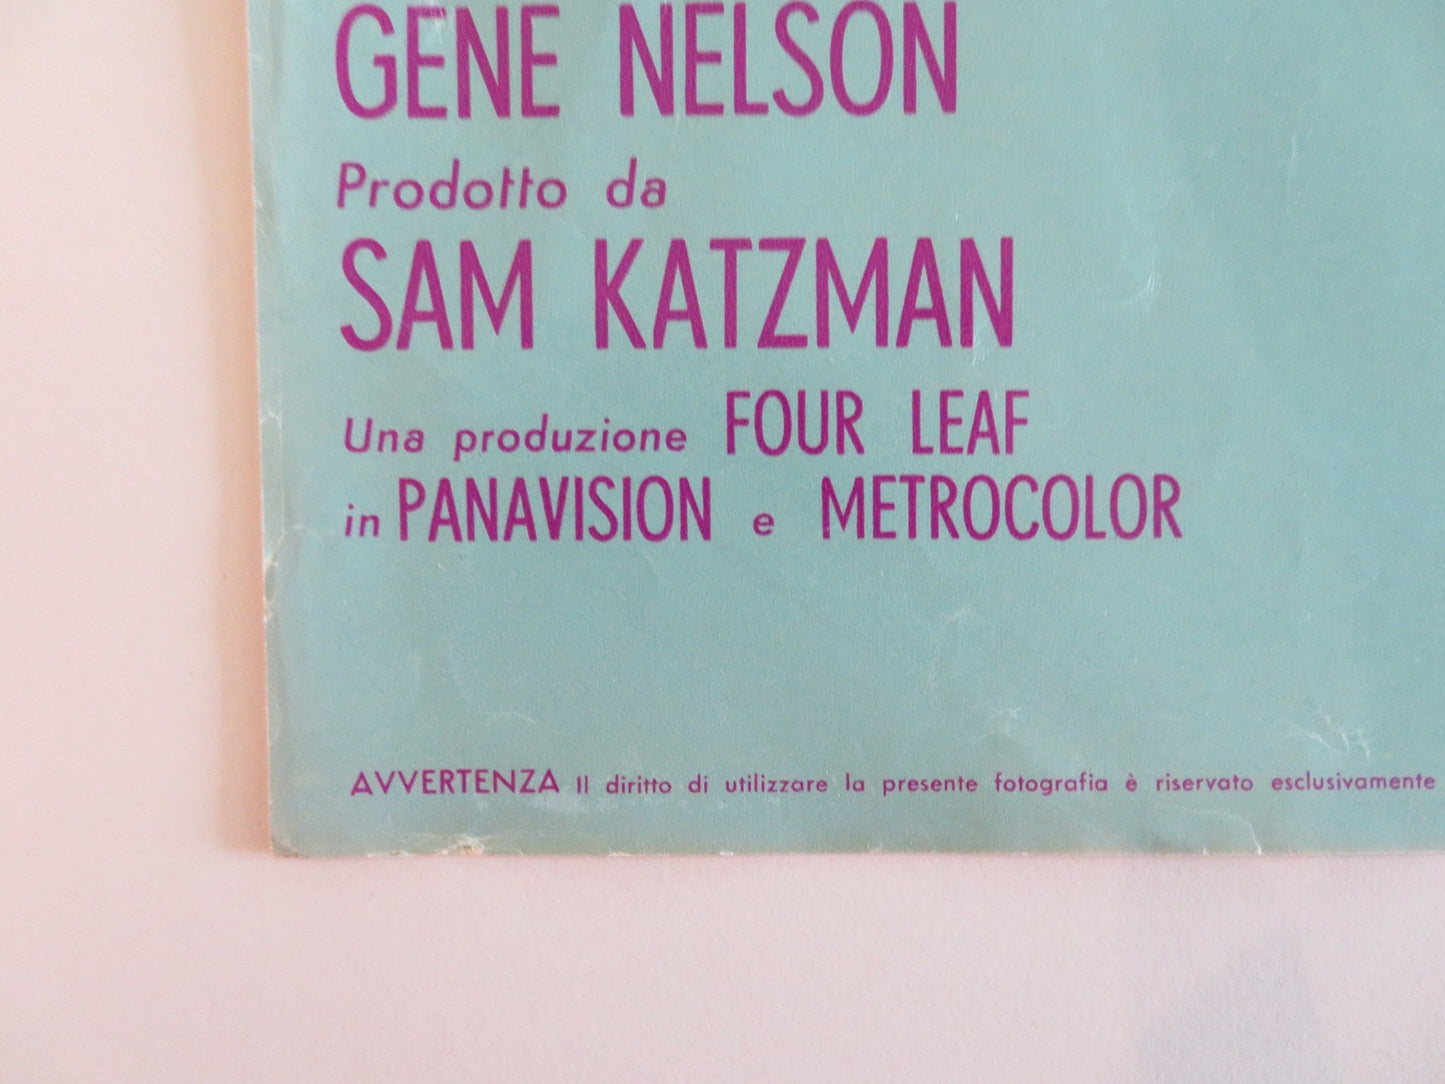 GENE NELSON
Prodotto da
SAM KATZMAN
Una produzione FOUR LEAF
in PANAVISION e METROCOLOR
AVVERTENZA Il diritto di utilizzare la presente fotografia è riservato esclusivamente